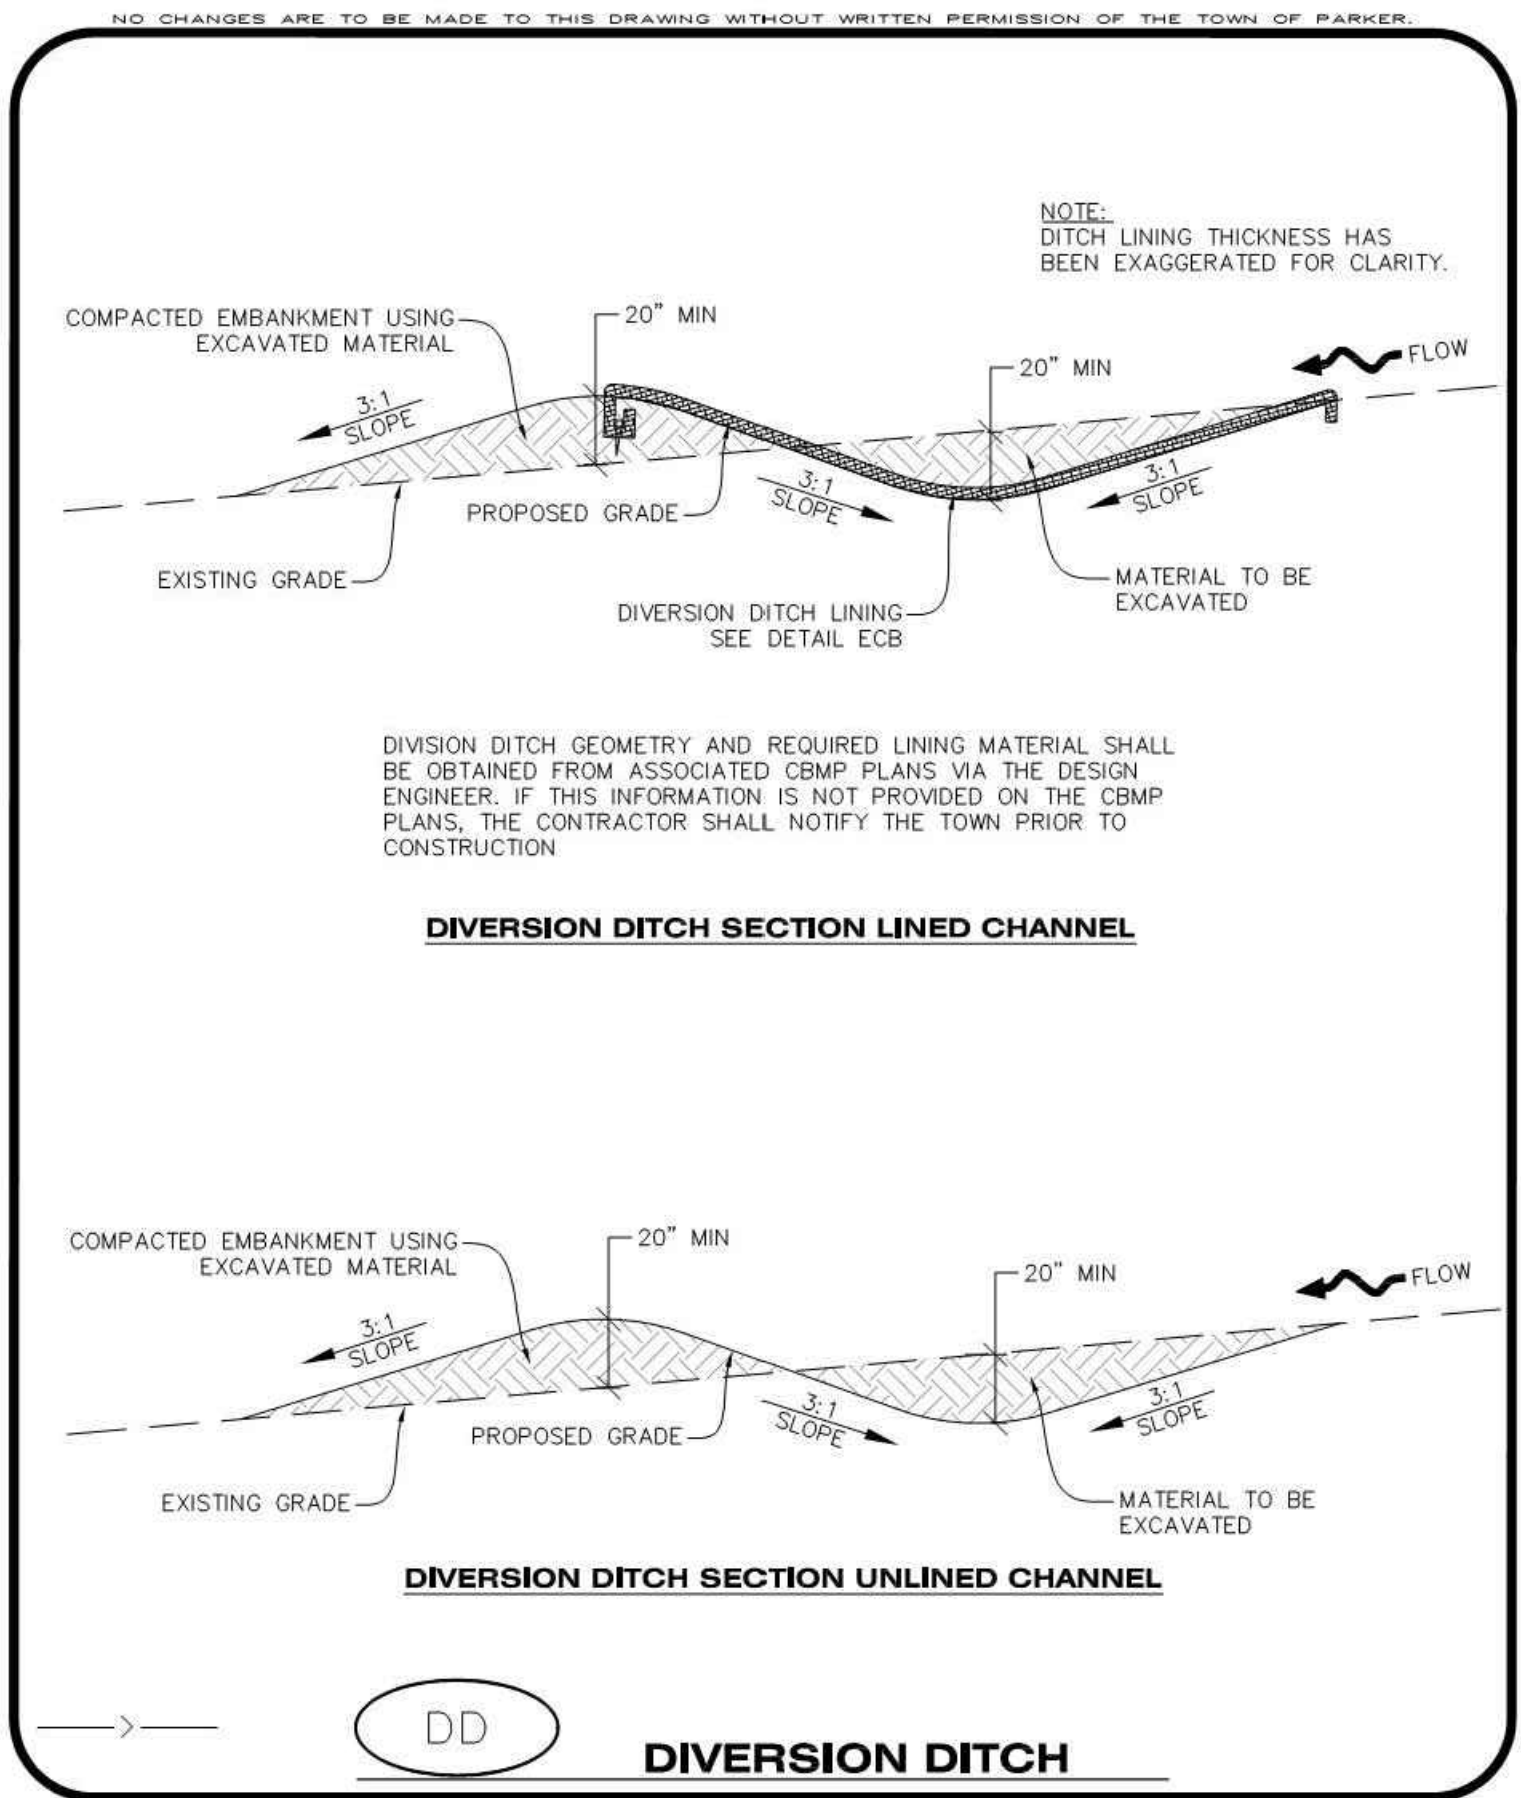 NO CHANGES ARE TO BE MADE TO THIS DRAWING WITHOUT WRITTEN PERMISSION OF THE TOWN OF PARKER.
NOTE:
DITCH LINING THICKNESS HAS
BEEN EXAGGERATED FOR CLARITY.
COMPACTED EMBANKMENT USING
EXCAVATED MATERIAL
20" MIN
20" MIN
FLOW
3:1
SLOPE
3:1
SLOPE
3:1
SLOPE
PROPOSED GRADE
EXISTING GRADE
MATERIAL TO BE
EXCAVATED
DIVERSION DITCH LINING
SEE DETAIL ECB
DIVISION DITCH GEOMETRY AND REQUIRED LINING MATERIAL SHALL
BE OBTAINED FROM ASSOCIATED CBMP PLANS VIA THE DESIGN
ENGINEER. IF THIS INFORMATION IS NOT PROVIDED ON THE CBMP
PLANS, THE CONTRACTOR SHALL NOTIFY THE TOWN PRIOR TO
CONSTRUCTION
DIVERSION DITCH SECTION LINED CHANNEL
COMPACTED EMBANKMENT USING
EXCAVATED MATERIAL
20" MIN
20" MIN
FLOW
3:1
SLOPE
3:1
SLOPE
3:1
SLOPE
PROPOSED GRADE
EXISTING GRADE
MATERIAL TO BE
EXCAVATED
DIVERSION DITCH SECTION UNLINED CHANNEL
DD
DIVERSION DITCH